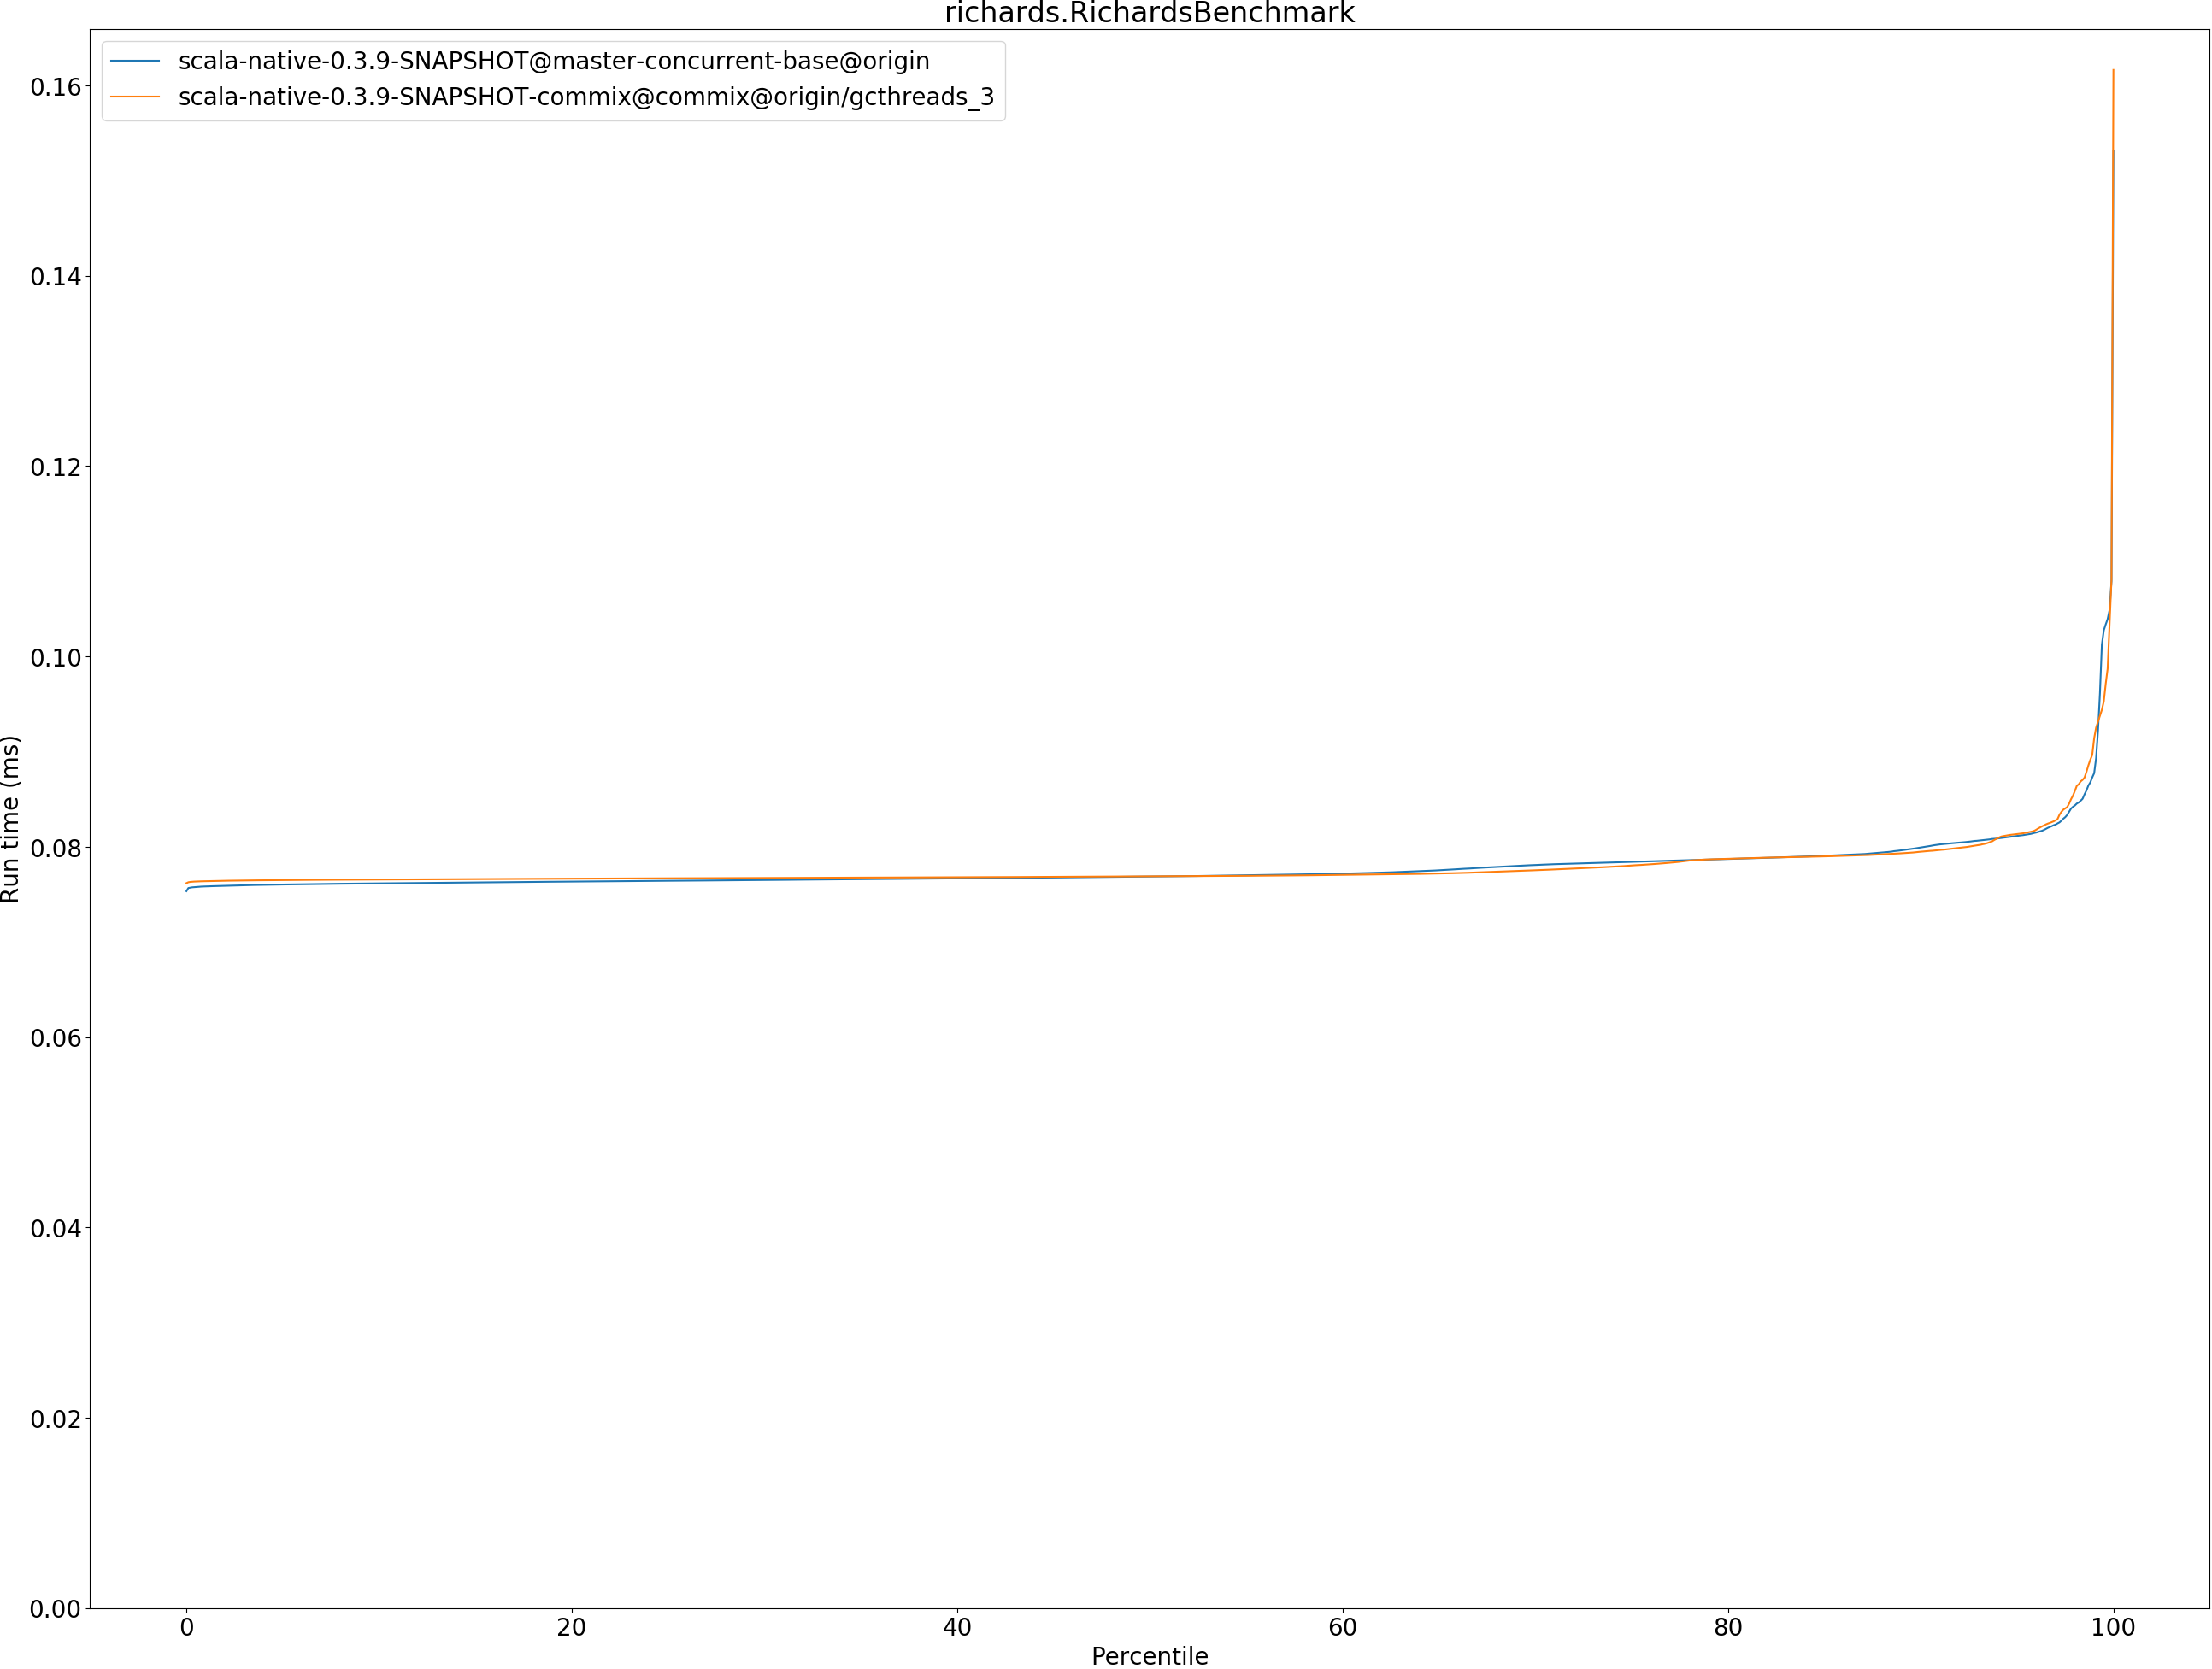 richards.RichardsBenchmark
scala-native-0.3.9-SNAPSHOT@master-concurrent-base@origin
scala-native-0.3.9-SNAPSHOT-commix@commix@origin/gcthreads_3
0.16
0.14
0.12
0.10
0.08
0.06
0.04
0.02
0.00
Run time (ms)
0 20 40 60 80 100
Percentile